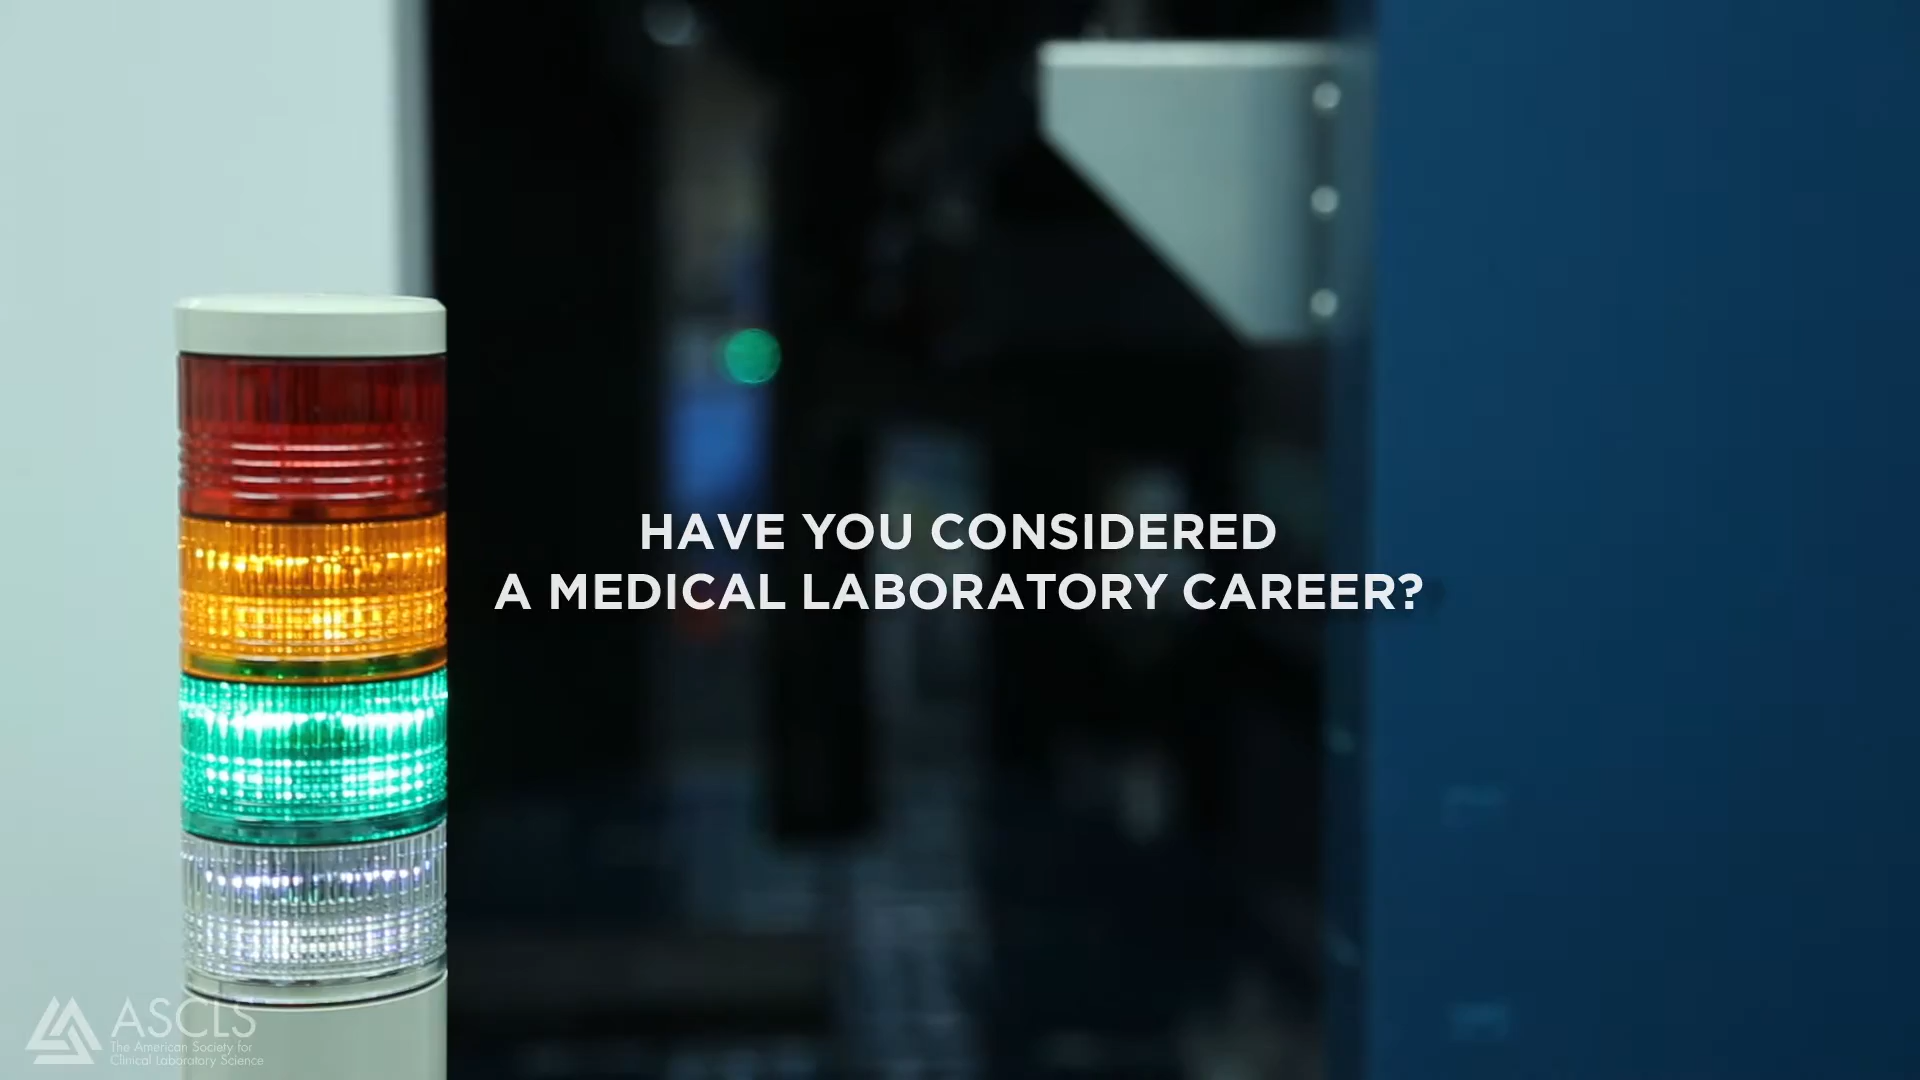 HAVE YOU CONSIDERED
A MEDICAL LABORATORY CAREER?
ASCLS
The American Society for
Clinical Laboratory Science